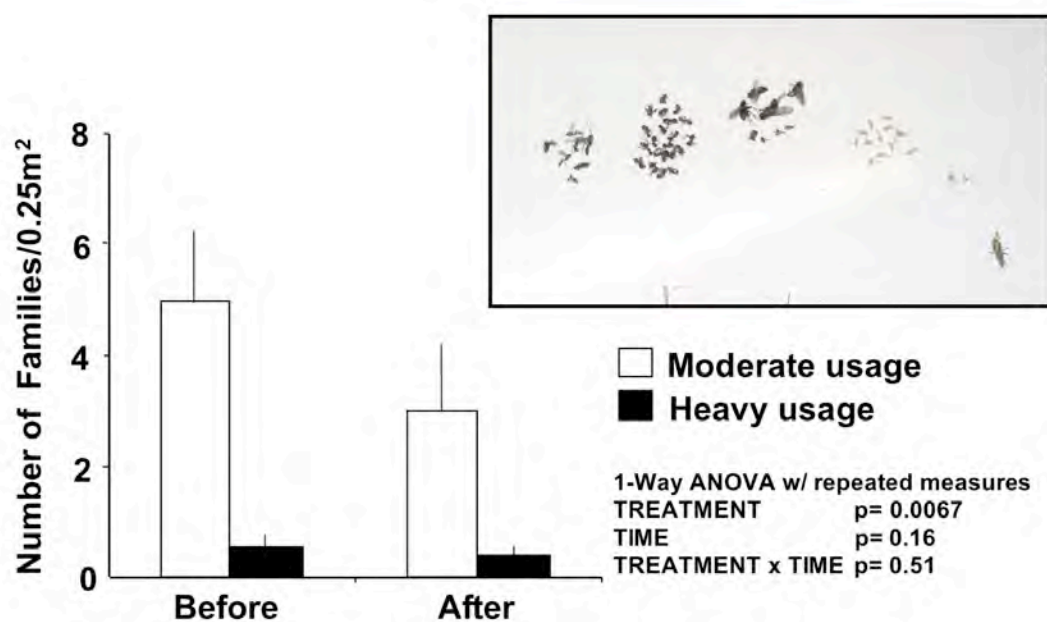 Number of Families/0.25m²
8
6
4
2
0
Before After
Moderate usage
Heavy usage
1-Way ANOVA w/ repeated measures
TREATMENT p= 0.0067
TIME p= 0.16
TREATMENT x TIME p= 0.51